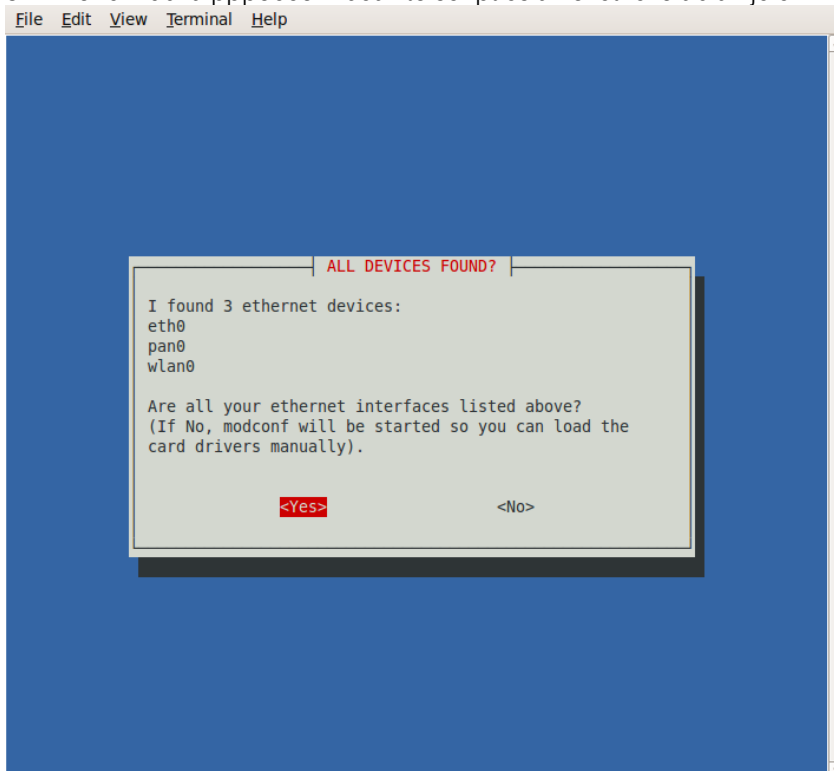 File Edit View Terminal Help
ALL DEVICES FOUND?
I found 3 ethernet devices:
eth0
pan0
wlan0
Are all your ethernet interfaces listed above?
(If No, modconf will be started so you can load the
card drivers manually).
<Yes> <No>